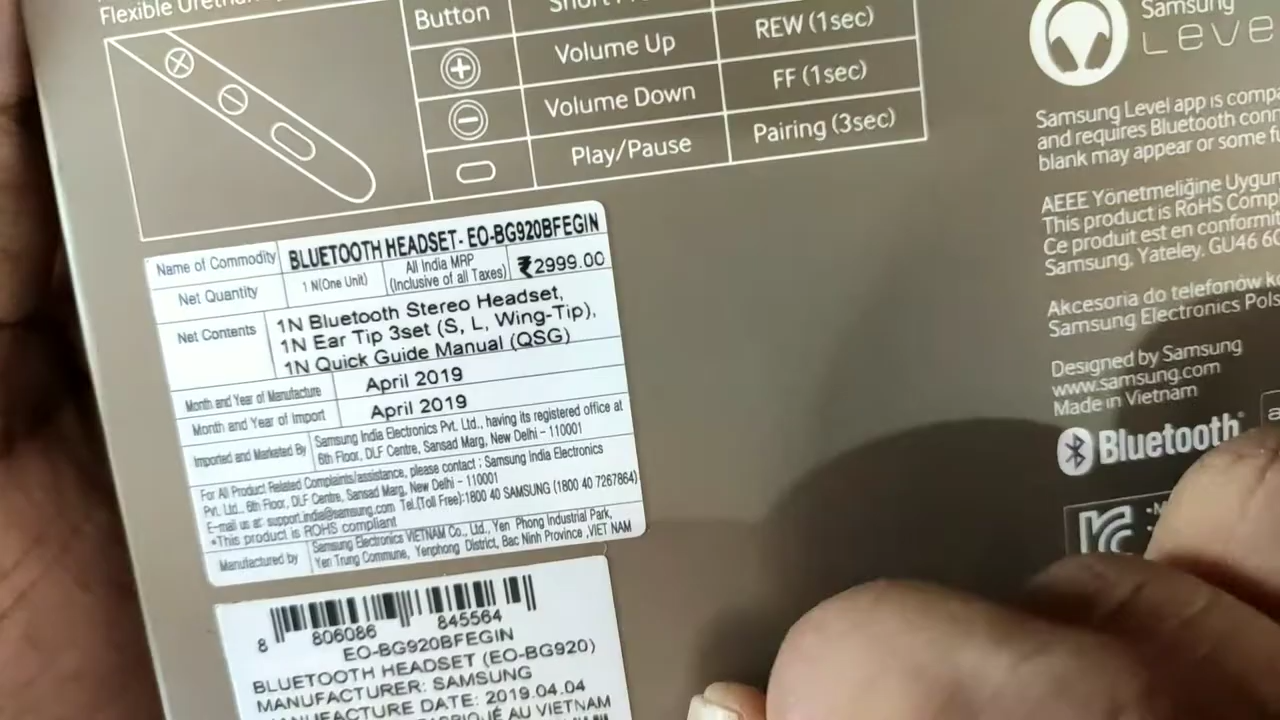 Flexible
Button
Volume Up REW (1sec)
Volume Down FF (1sec)
Play/Pause Pairing (3sec)
Name of Commodity BLUETOOTH HEADSET- EO-BG920BFEGIN
Net Quantity 1 N(One Unit) All India MRP (Inclusive of all Taxes) ₹2999.00
Net Contents 1N Bluetooth Stereo Headset,
1N Ear Tip 3set (S, L, Wing-Tip),
1N Quick Guide Manual (QSG)
Month and Year of Manufacture April 2019
Month and Year of Import April 2019
Imported and Marketed By Samsung India Electronics Pvt. Ltd., having its registered office at
6th Floor, DLF Centre, Sansad Marg, New Delhi - 110001
For All Product Related Complaints/assistance, please contact : Samsung India Electronics
Pvt. Ltd., 6th Floor, DLF Centre, Sansad Marg, New Delhi - 110001
E-mail us at: support.india@samsung.com Tel.(Toll Free):1800 40 SAMSUNG (1800 40 7267864)
*This product is ROHS compliant
Manufactured by Samsung Electronics VIETNAM Co., Ltd., Yen Phong Industrial Park,
Yen Trung Commune, Yenphong District, Bac Ninh Province ,VIET NAM
8 806086 845564
EO-BG920BFEGIN
BLUETOOTH HEADSET (EO-BG920)
MANUFACTURER: SAMSUNG
MANUFACTURE DATE: 2019.04.04
AU VIETNAM
Samsung
LEVE
Samsung Level app is
and requires Bluetooth
blank may appear or some
AEEE Yönetmeliğine
This product is RoHS
Ce produit est en
Samsung, Yateley, GU46
Akcesoria do telefonów
Samsung Electronics
Designed by Samsung
www.samsung.com
Made in Vietnam
Bluetooth